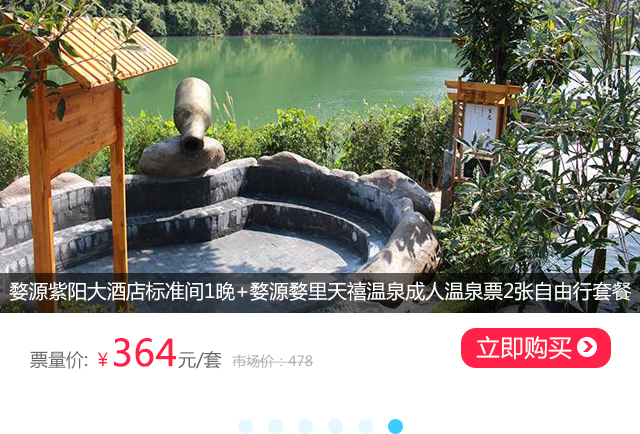 婺源紫阳大酒店标准间1晚+婺源婺里天禧温泉成人温泉票2张自由行套餐
票量价: ¥364元/套 市场价：478 立即购买